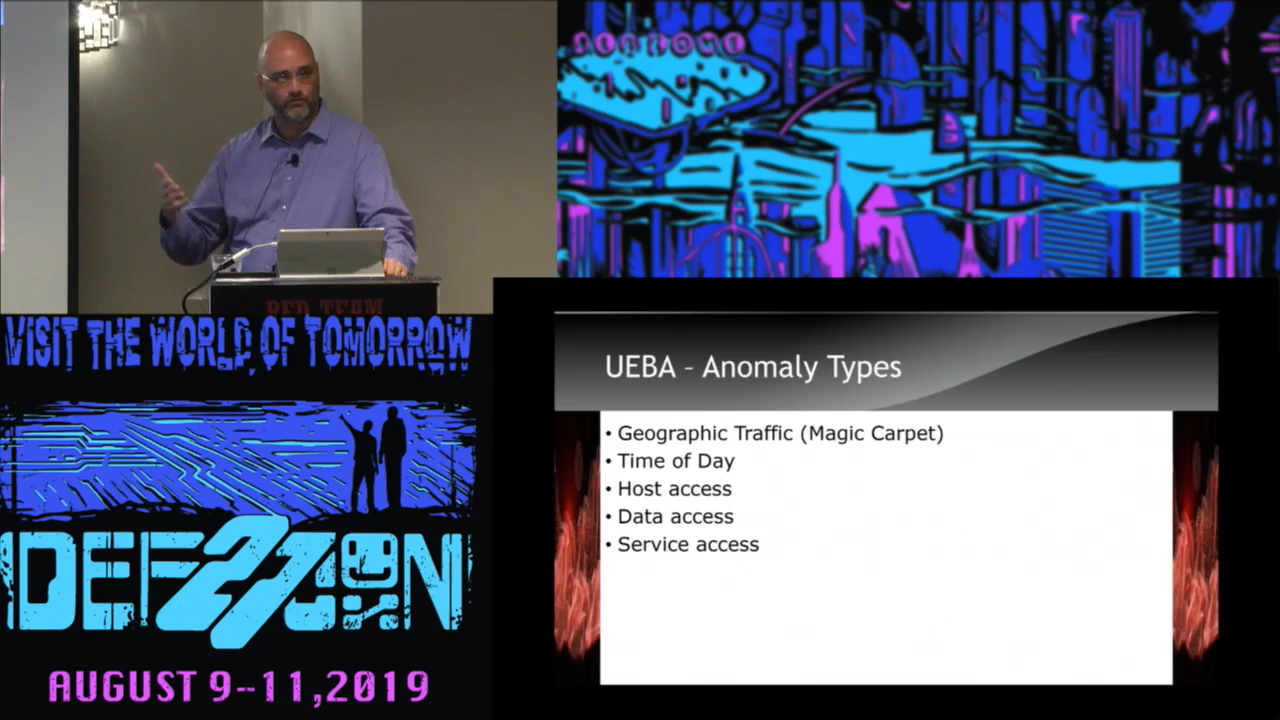 WELCOME
RED TEAM
VISIT THE WORLD OF TOMORROW
DEF 27 CON
AUGUST 9-11,2019
UEBA – Anomaly Types
• Geographic Traffic (Magic Carpet)
• Time of Day
• Host access
• Data access
• Service access